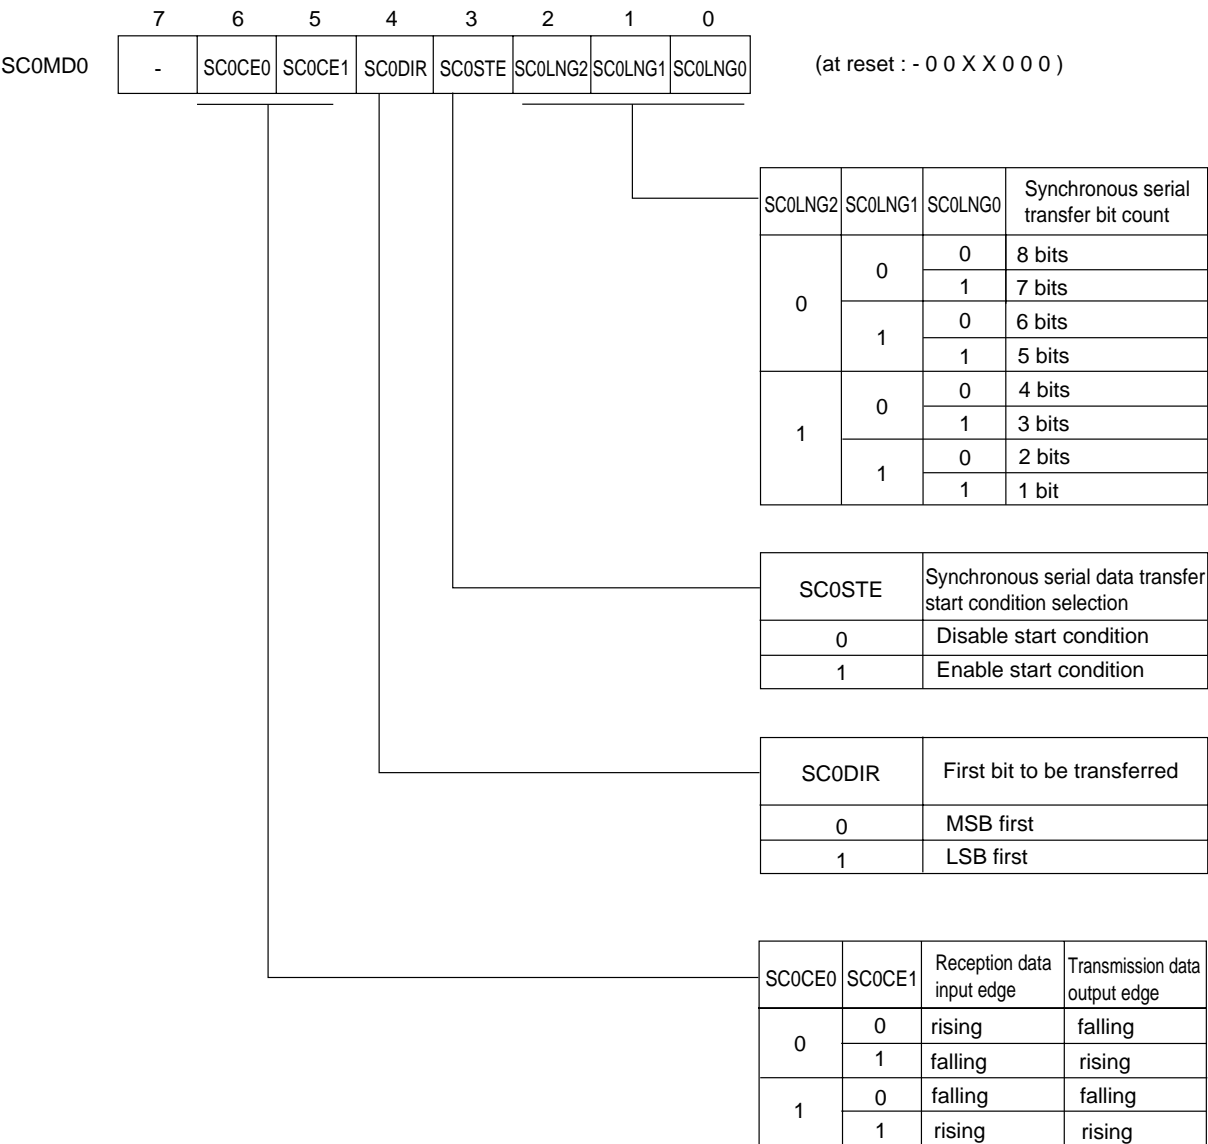 7 6 5 4 3 2 1 0
SC0MD0 - SC0CE0 SC0CE1 SC0DIR SC0STE SC0LNG2 SC0LNG1 SC0LNG0 (at reset : - 0 0 X X 0 0 0 )
SC0LNG2 SC0LNG1 SC0LNG0 Synchronous serial
transfer bit count
0 0 0 8 bits
1 7 bits
1 0 6 bits
1 5 bits
1 0 0 4 bits
1 3 bits
1 0 2 bits
1 1 bit
SC0STE Synchronous serial data transfer
start condition selection
0 Disable start condition
1 Enable start condition
SC0DIR First bit to be transferred
0 MSB first
1 LSB first
SC0CE0 SC0CE1 Reception data
input edge Transmission data
output edge
0 0 rising falling
1 falling rising
1 0 falling falling
1 rising rising